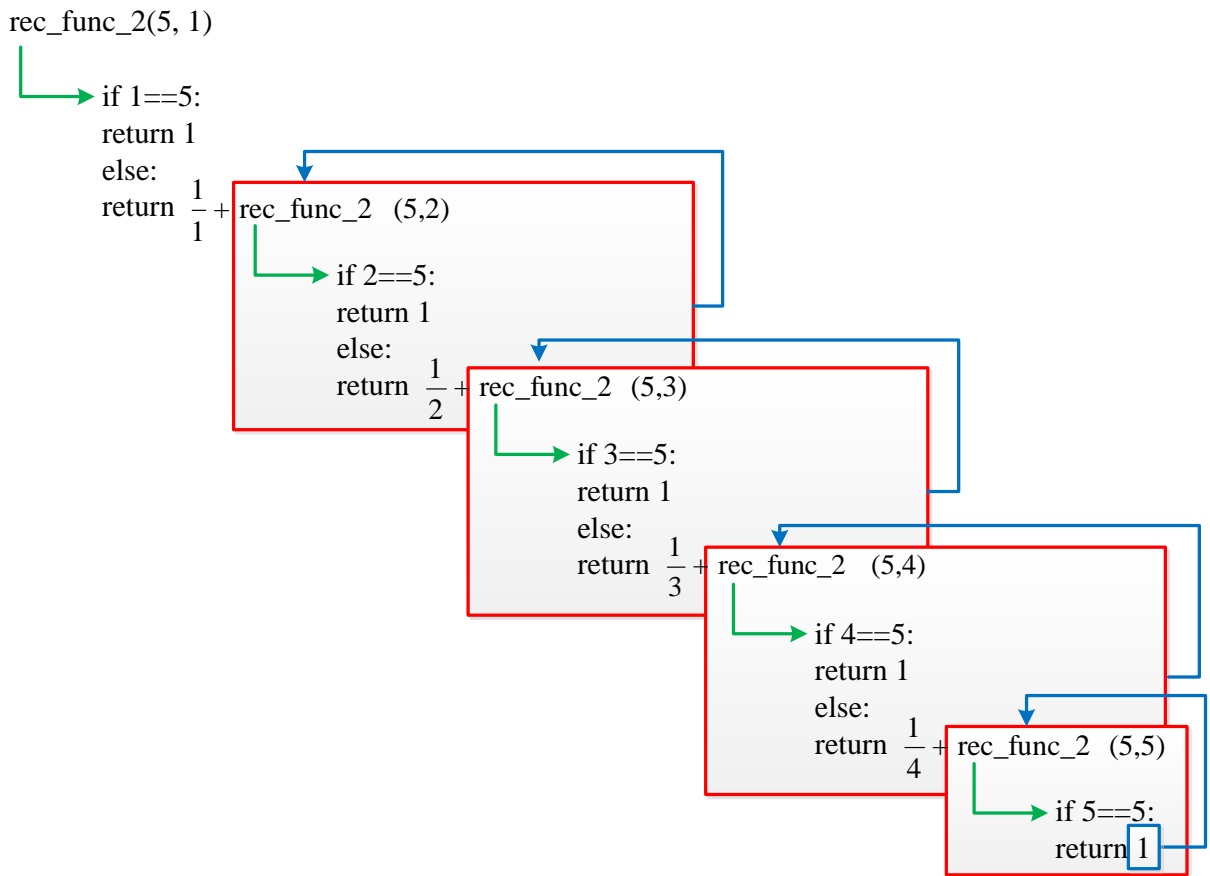 rec_func_2(5, 1)
if 1==5:
return 1
else:
return 1/1 + rec_func_2 (5,2)
if 2==5:
return 1
else:
return 1/2 + rec_func_2 (5,3)
if 3==5:
return 1
else:
return 1/3 + rec_func_2 (5,4)
if 4==5:
return 1
else:
return 1/4 + rec_func_2 (5,5)
if 5==5:
return 1